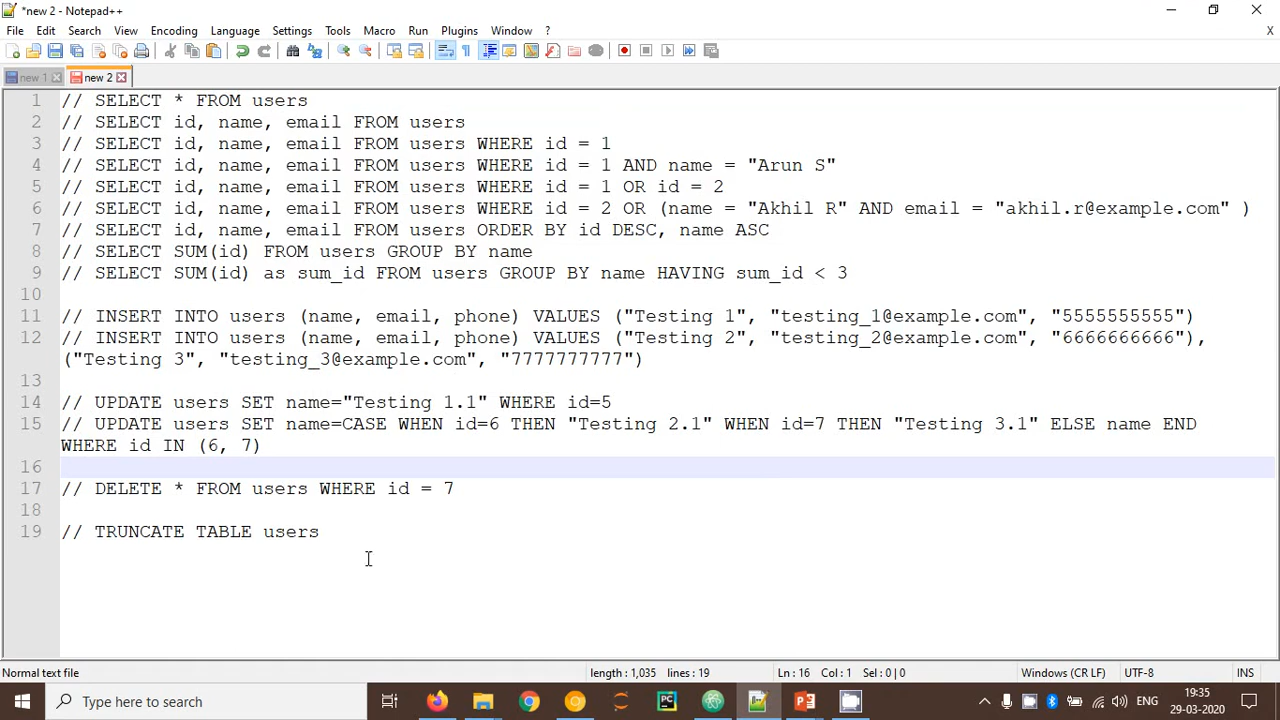 *new 2 - Notepad++
File Edit Search View Encoding Language Settings Tools Macro Run Plugins Window ? X
new 1 new 2
1 // SELECT * FROM users
2 // SELECT id, name, email FROM users
3 // SELECT id, name, email FROM users WHERE id = 1
4 // SELECT id, name, email FROM users WHERE id = 1 AND name = "Arun S"
5 // SELECT id, name, email FROM users WHERE id = 1 OR id = 2
6 // SELECT id, name, email FROM users WHERE id = 2 OR (name = "Akhil R" AND email = "akhil.r@example.com" )
7 // SELECT id, name, email FROM users ORDER BY id DESC, name ASC
8 // SELECT SUM(id) FROM users GROUP BY name
9 // SELECT SUM(id) as sum_id FROM users GROUP BY name HAVING sum_id < 3
10
11 // INSERT INTO users (name, email, phone) VALUES ("Testing 1", "testing_1@example.com", "5555555555")
12 // INSERT INTO users (name, email, phone) VALUES ("Testing 2", "testing_2@example.com", "6666666666"),
("Testing 3", "testing_3@example.com", "7777777777")
13
14 // UPDATE users SET name="Testing 1.1" WHERE id=5
15 // UPDATE users SET name=CASE WHEN id=6 THEN "Testing 2.1" WHEN id=7 THEN "Testing 3.1" ELSE name END
WHERE id IN (6, 7)
16
17 // DELETE * FROM users WHERE id = 7
18
19 // TRUNCATE TABLE users
Normal text file length : 1,035 lines : 19 Ln : 16 Col : 1 Sel : 0 | 0 Windows (CR LF) UTF-8 INS
Type here to search ENG 19:35
29-03-2020